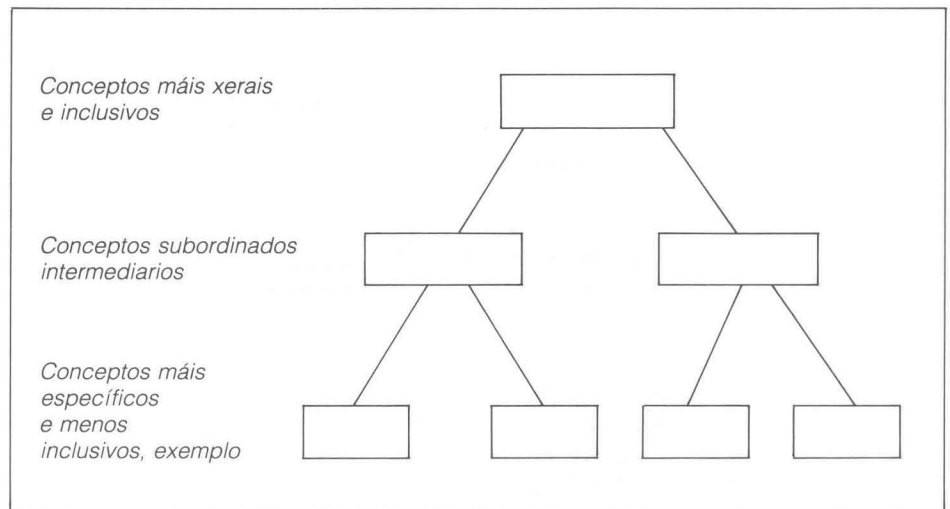 Conceptos máis xerais
e inclusivos
Conceptos subordinados
intermediarios
Conceptos máis
específicos
e menos
inclusivos, exemplo